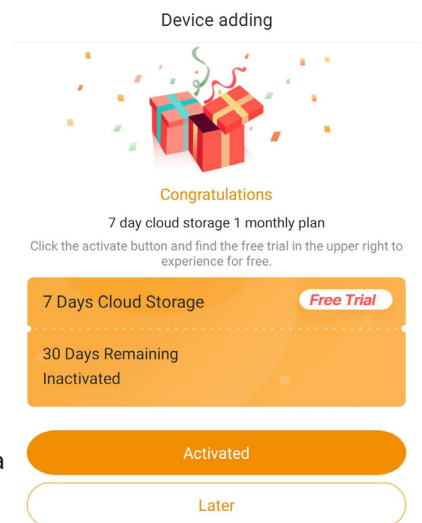 Device adding
Congratulations
7 day cloud storage 1 monthly plan
Click the activate button and find the free trial in the upper right to
experience for free.
7 Days Cloud Storage
Free Trial
30 Days Remaining
Inactivated
a
Activated
Later